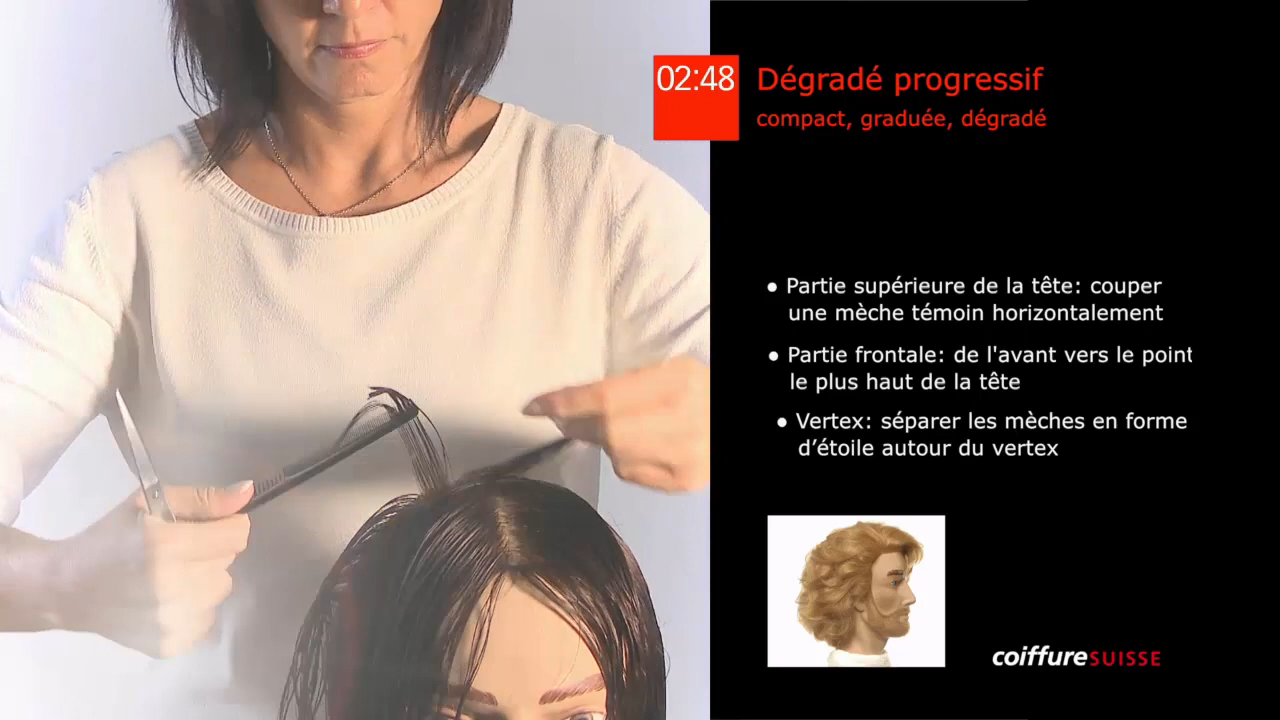 02:48
Dégradé progressif
compact, graduée, dégradé
● Partie supérieure de la tête: couper
une mèche témoin horizontalement
● Partie frontale: de l'avant vers le point
le plus haut de la tête
● Vertex: séparer les mèches en forme
d’étoile autour du vertex
coiffureSUISSE